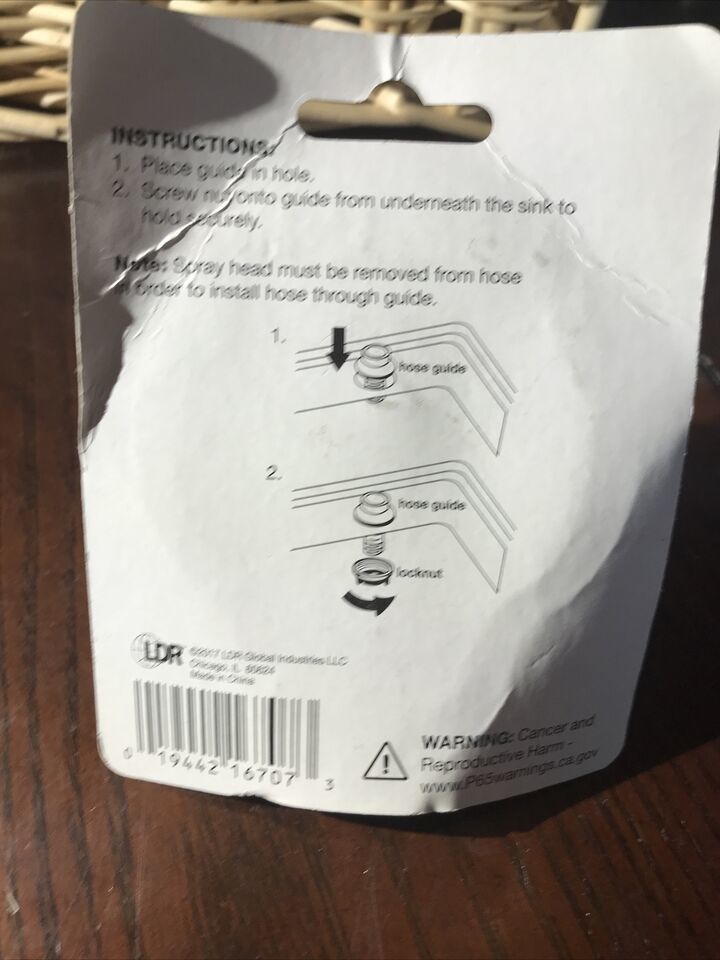 INSTRUCTIONS:
1. Place guide in hole.
2. Screw nut onto guide from underneath the sink to
hold securely.
Note: Spray head must be removed from hose
in order to install hose through guide.
1.
hose guide
2.
hose guide
locknut
LDR ©2017 LDR Global Industries LLC
Chicago, IL 60624
Made in China
0 19442 16707 3
WARNING: Cancer and
Reproductive Harm -
www.P65warnings.ca.gov